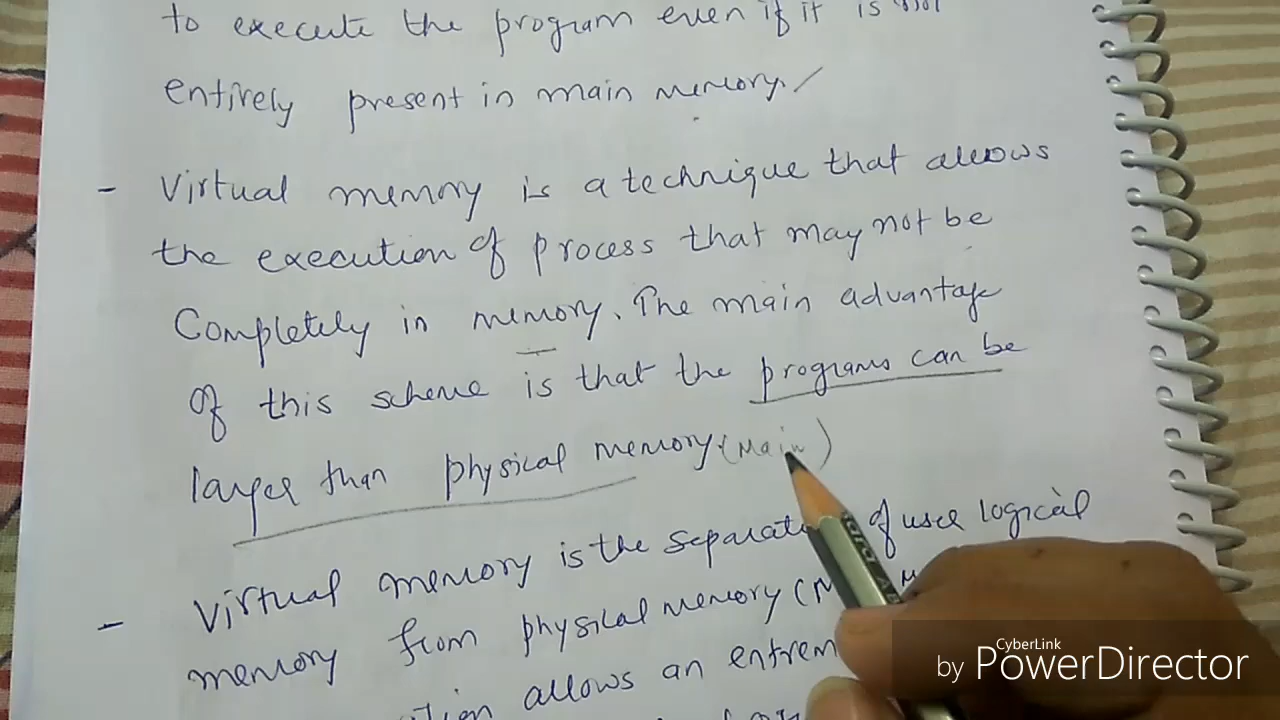 to execute the program even if it is not
entirely present in main memory.
- Virtual memory is a technique that allows
the execution of process that may not be
Completely in memory. The main advantage
of this scheme is that the programs can be
larger than physical memory (Main)
- Virtual memory is the separat of user logical
memory from physical memory (M
allows an
CyberLink
by PowerDirector